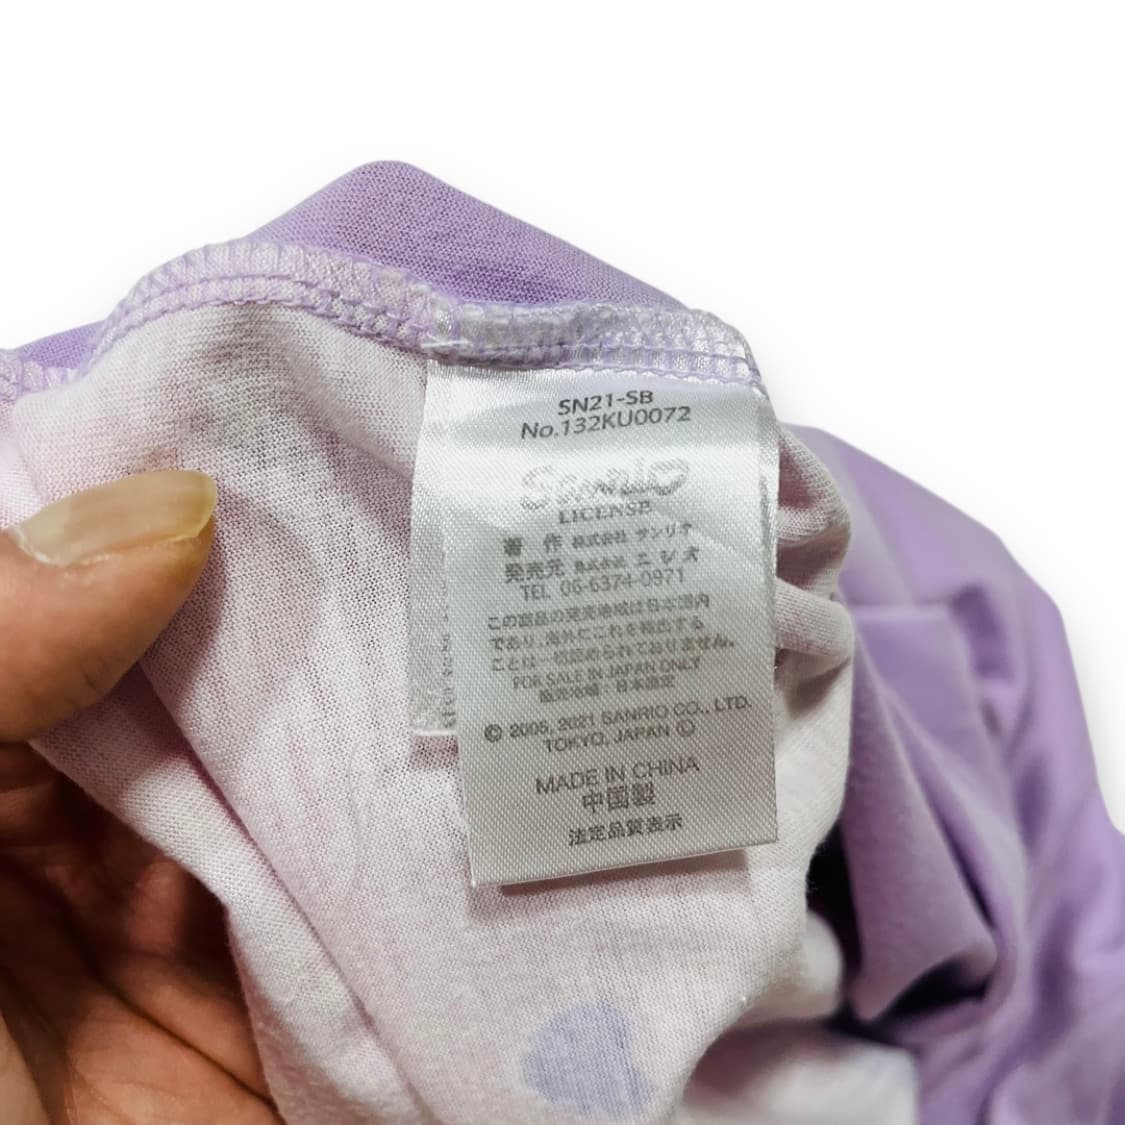 SN21-SB
No.132KU0072
Sanrio
LICENSE
著 作 株式会社 サンリオ
発売元 株式会社 ニシオ
TEL 06-6374-0971
この商品の発売地域は日本国内
であり、海外にこれを輸出する
ことは一切認められておりません。
FOR SALE IN JAPAN ONLY
販売地域:日本限定
© 2005, 2021 SANRIO CO., LTD.
TOKYO, JAPAN Ⓛ
MADE IN CHINA
中国製
法定品質表示